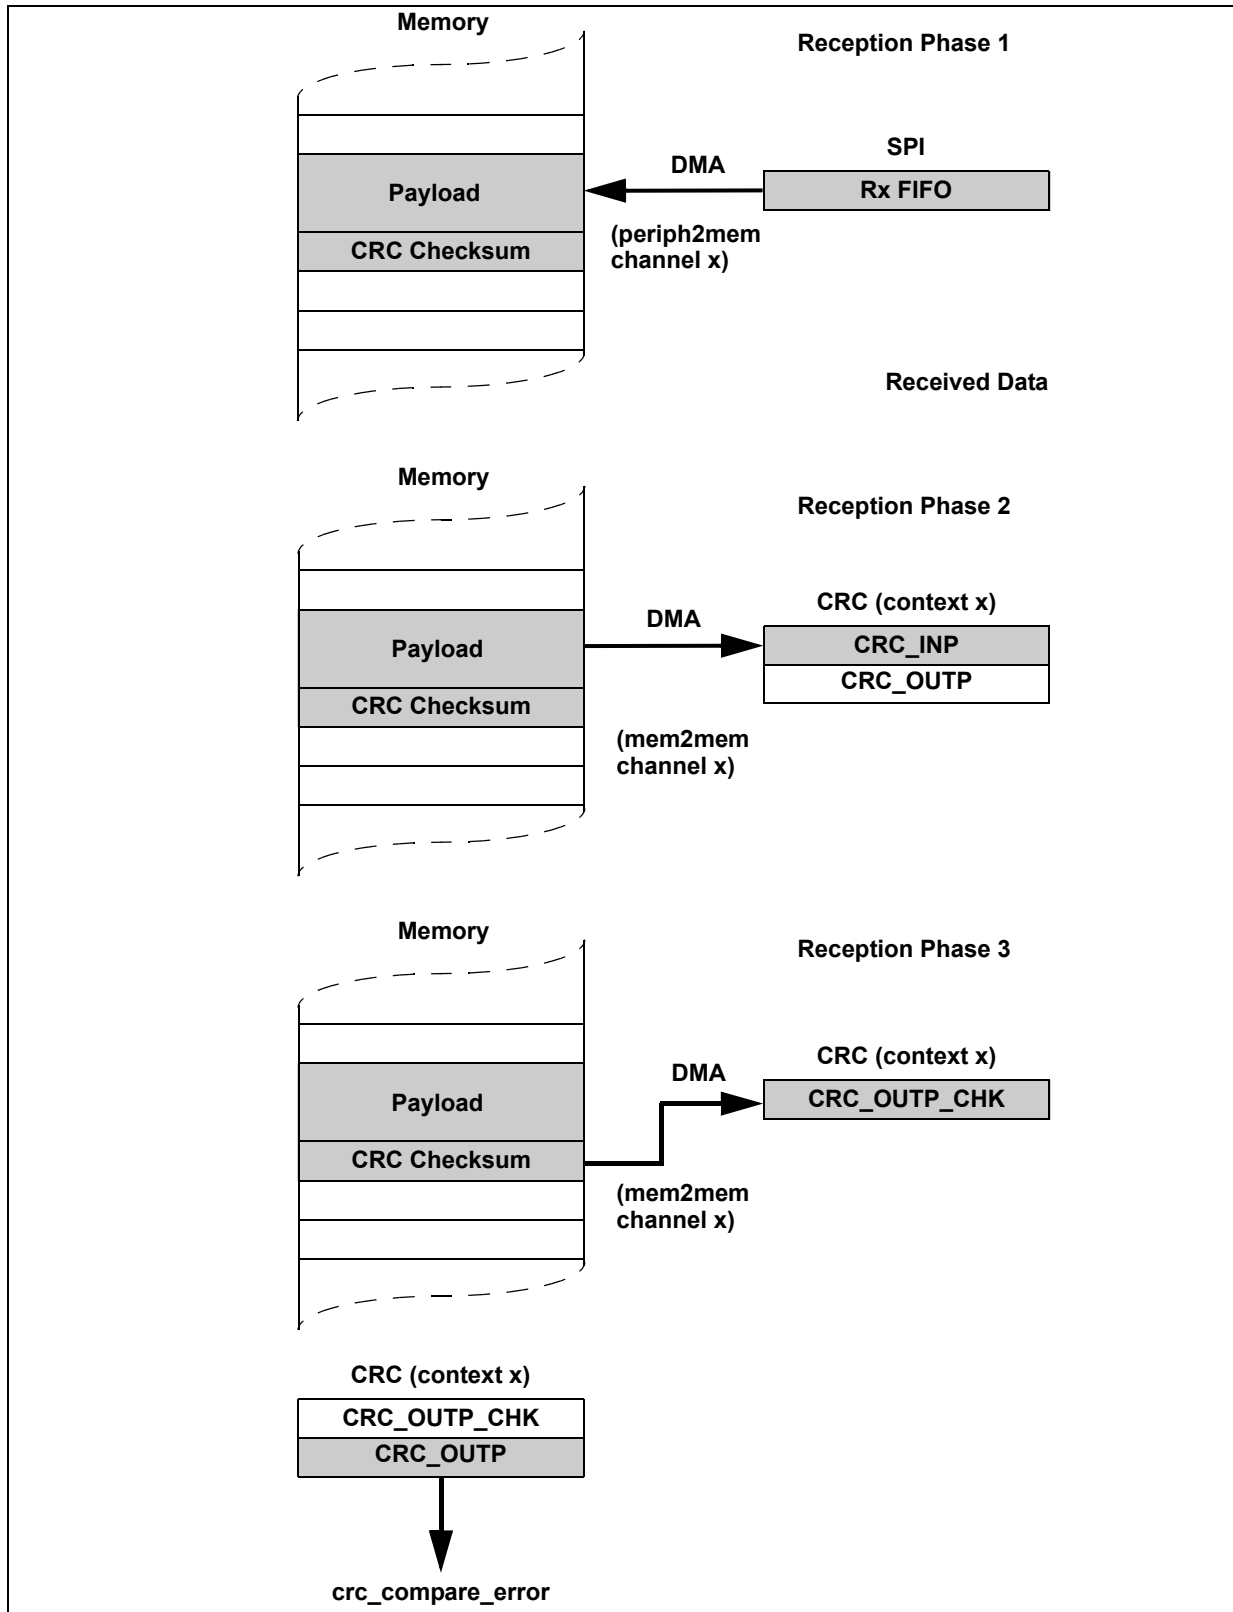 Memory
Reception Phase 1
SPI
DMA
Rx FIFO
Payload
(periph2mem
channel x)
CRC Checksum
Received Data
Memory
Reception Phase 2
CRC (context x)
DMA
CRC_INP
Payload
CRC_OUTP
CRC Checksum
(mem2mem
channel x)
Memory
Reception Phase 3
CRC (context x)
DMA
CRC_OUTP_CHK
Payload
CRC Checksum
(mem2mem
channel x)
CRC (context x)
CRC_OUTP_CHK
CRC_OUTP
crc_compare_error